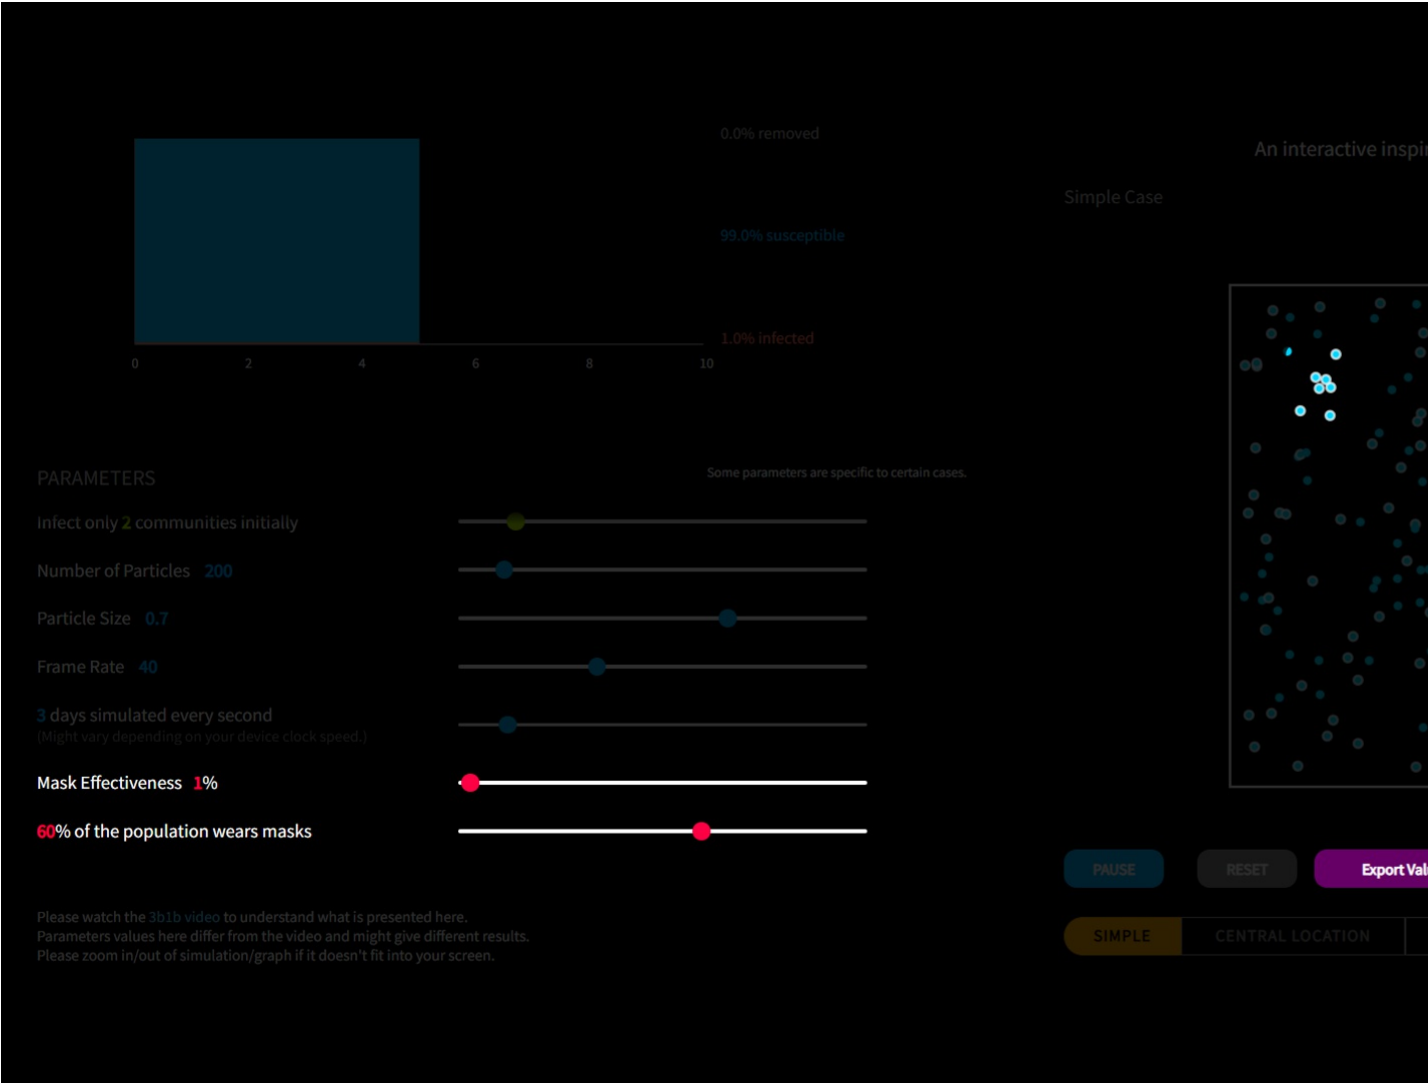 0.0% removed
An interactive inspir
Simple Case
99.0% susceptible
1.0% infected
0 2 4 6 8 10
PARAMETERS
Some parameters are specific to certain cases.
Infect only 2 communities initially
Number of Particles 200
Particle Size 0.7
Frame Rate 40
3 days simulated every second
(Might vary depending on your device clock speed.)
Mask Effectiveness 1%
60% of the population wears masks
PAUSE RESET Export Val
Please watch the 3b1b video to understand what is presented here.
Parameters values here differ from the video and might give different results.
Please zoom in/out of simulation/graph if it doesn't fit into your screen.
SIMPLE CENTRAL LOCATION